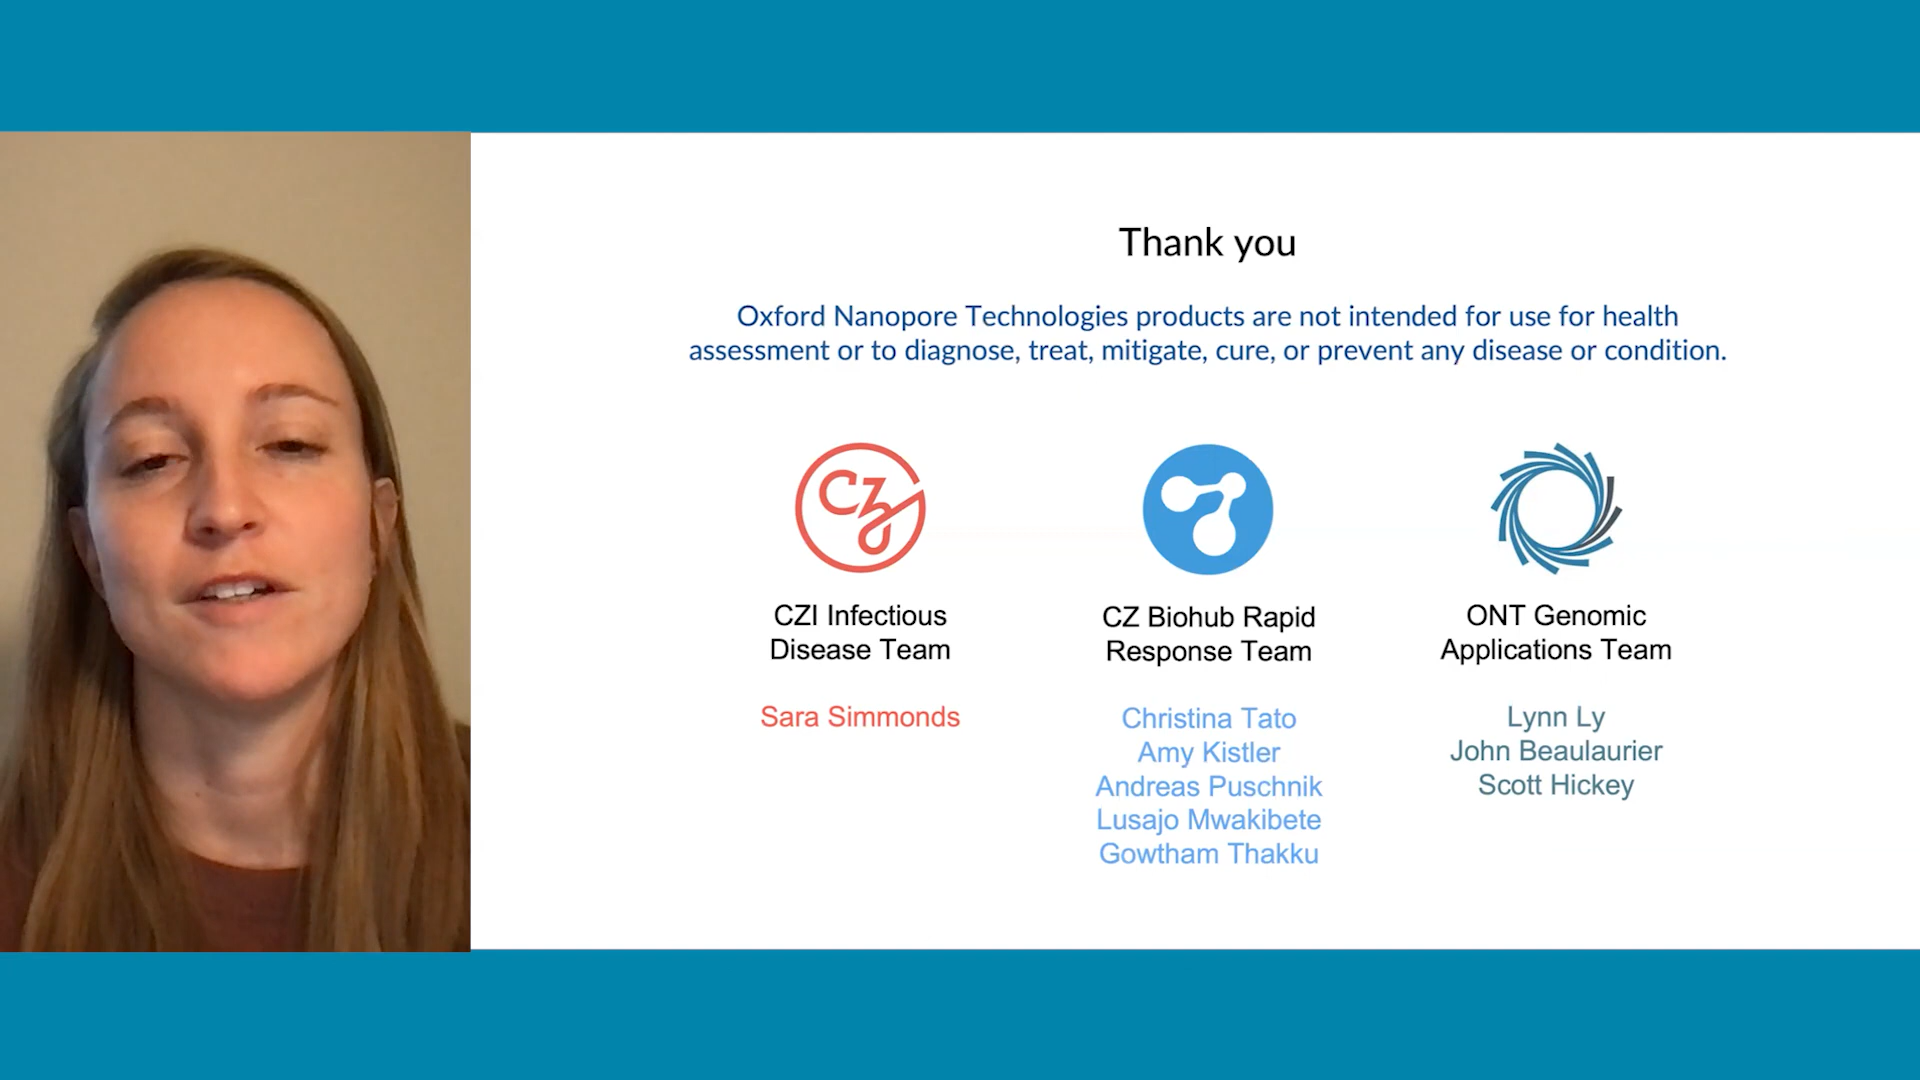 Thank you
Oxford Nanopore Technologies products are not intended for use for health
assessment or to diagnose, treat, mitigate, cure, or prevent any disease or condition.
CZ
CZI Infectious
Disease Team
Sara Simmonds
CZ Biohub Rapid
Response Team
Christina Tato
Amy Kistler
Andreas Puschnik
Lusajo Mwakibete
Gowtham Thakku
ONT Genomic
Applications Team
Lynn Ly
John Beaulaurier
Scott Hickey